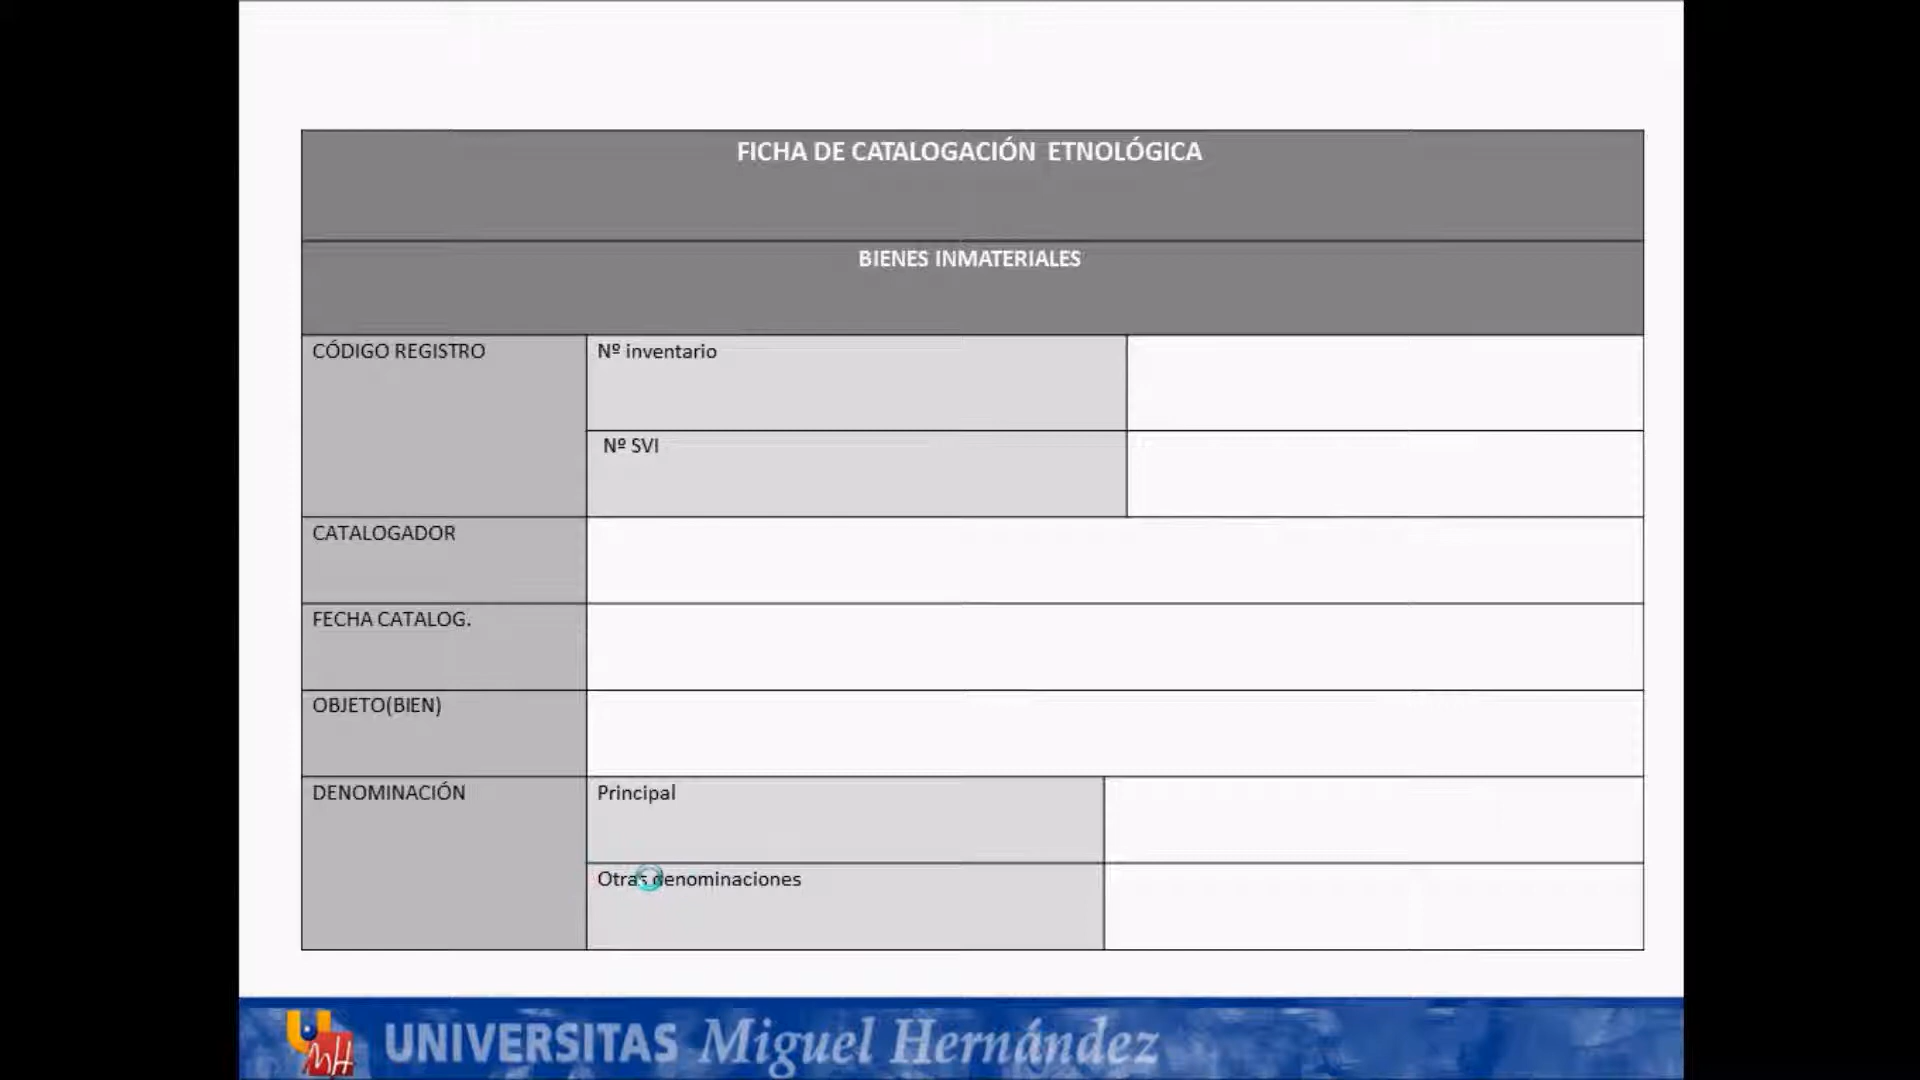 FICHA DE CATALOGACIÓN ETNOLÓGICA
BIENES INMATERIALES
CÓDIGO REGISTRO
Nº inventario
Nº SVI
CATALOGADOR
FECHA CATALOG.
OBJETO(BIEN)
DENOMINACIÓN
Principal
Otras denominaciones
UMH UNIVERSITAS Miguel Hernández